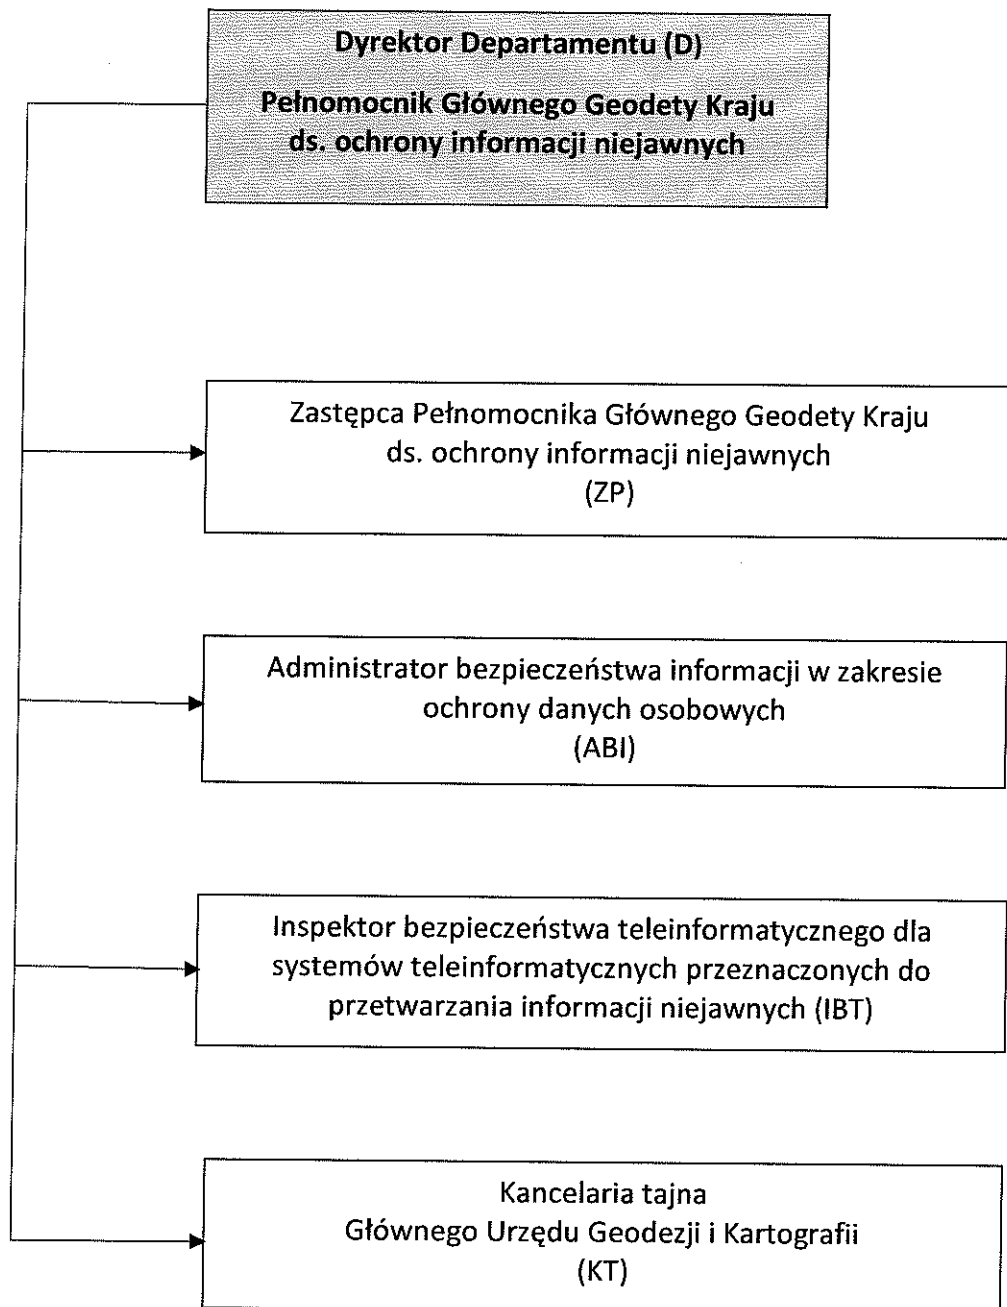 Dyrektor Departamentu (D)
Pełnomocnik Głównego Geodety Kraju
ds. ochrony informacji niejawnych
Zastępca Pełnomocnika Głównego Geodety Kraju
ds. ochrony informacji niejawnych
(ZP)
Administrator bezpieczeństwa informacji w zakresie
ochrony danych osobowych
(ABI)
Inspektor bezpieczeństwa teleinformatycznego dla
systemów teleinformatycznych przeznaczonych do
przetwarzania informacji niejawnych (IBT)
Kancelaria tajna
Głównego Urzędu Geodezji i Kartografii
(KT)